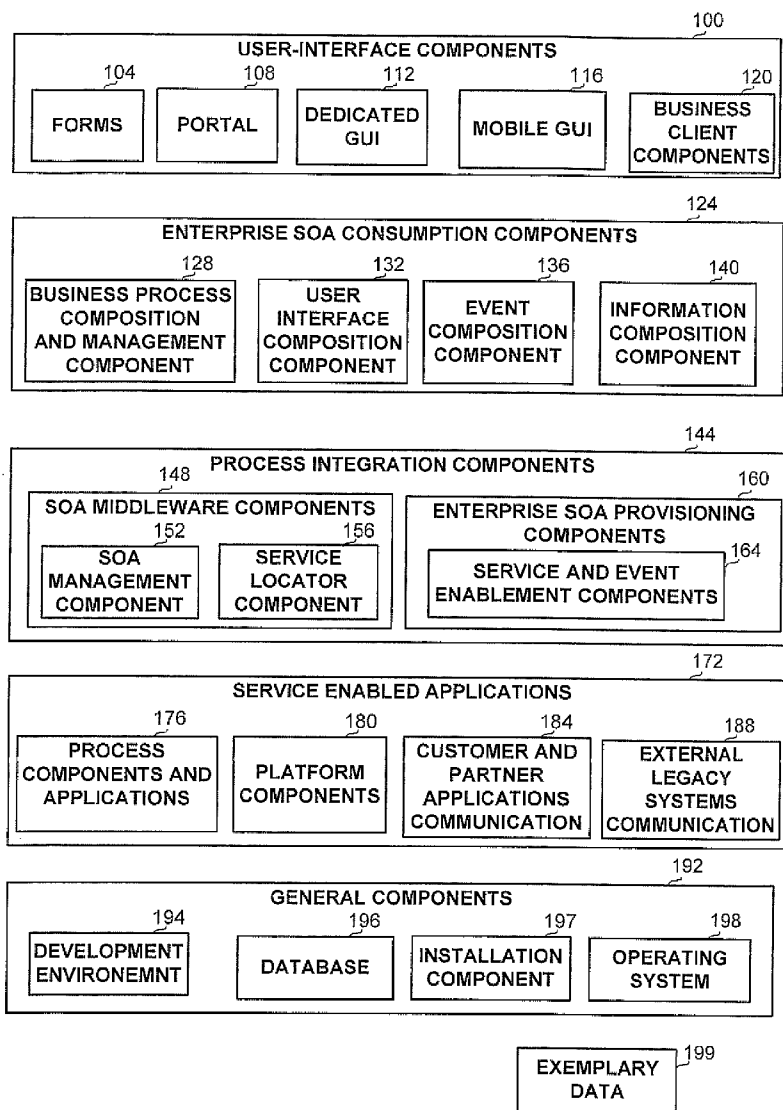 100
USER-INTERFACE COMPONENTS
104
108
112
116
120
FORMS
PORTAL
DEDICATED
GUI
MOBILE GUI
BUSINESS
CLIENT
COMPONENTS
124
ENTERPRISE SOA CONSUMPTION COMPONENTS
128
132
136
140
BUSINESS PROCESS
COMPOSITION
AND MANAGEMENT
COMPONENT
USER
INTERFACE
COMPOSITION
COMPONENT
EVENT
COMPOSITION
COMPONENT
INFORMATION
COMPOSITION
COMPONENT
144
PROCESS INTEGRATION COMPONENTS
148
SOA MIDDLEWARE COMPONENTS
152
156
SOA
MANAGEMENT
COMPONENT
SERVICE
LOCATOR
COMPONENT
160
ENTERPRISE SOA PROVISIONING
COMPONENTS
164
SERVICE AND EVENT
ENABLEMENT COMPONENTS
172
SERVICE ENABLED APPLICATIONS
176
180
184
188
PROCESS
COMPONENTS AND
APPLICATIONS
PLATFORM
COMPONENTS
CUSTOMER AND
PARTNER
APPLICATIONS
COMMUNICATION
EXTERNAL
LEGACY
SYSTEMS
COMMUNICATION
192
GENERAL COMPONENTS
194
196
197
198
DEVELOPMENT
ENVIRONEMNT
DATABASE
INSTALLATION
COMPONENT
OPERATING
SYSTEM
199
EXEMPLARY
DATA